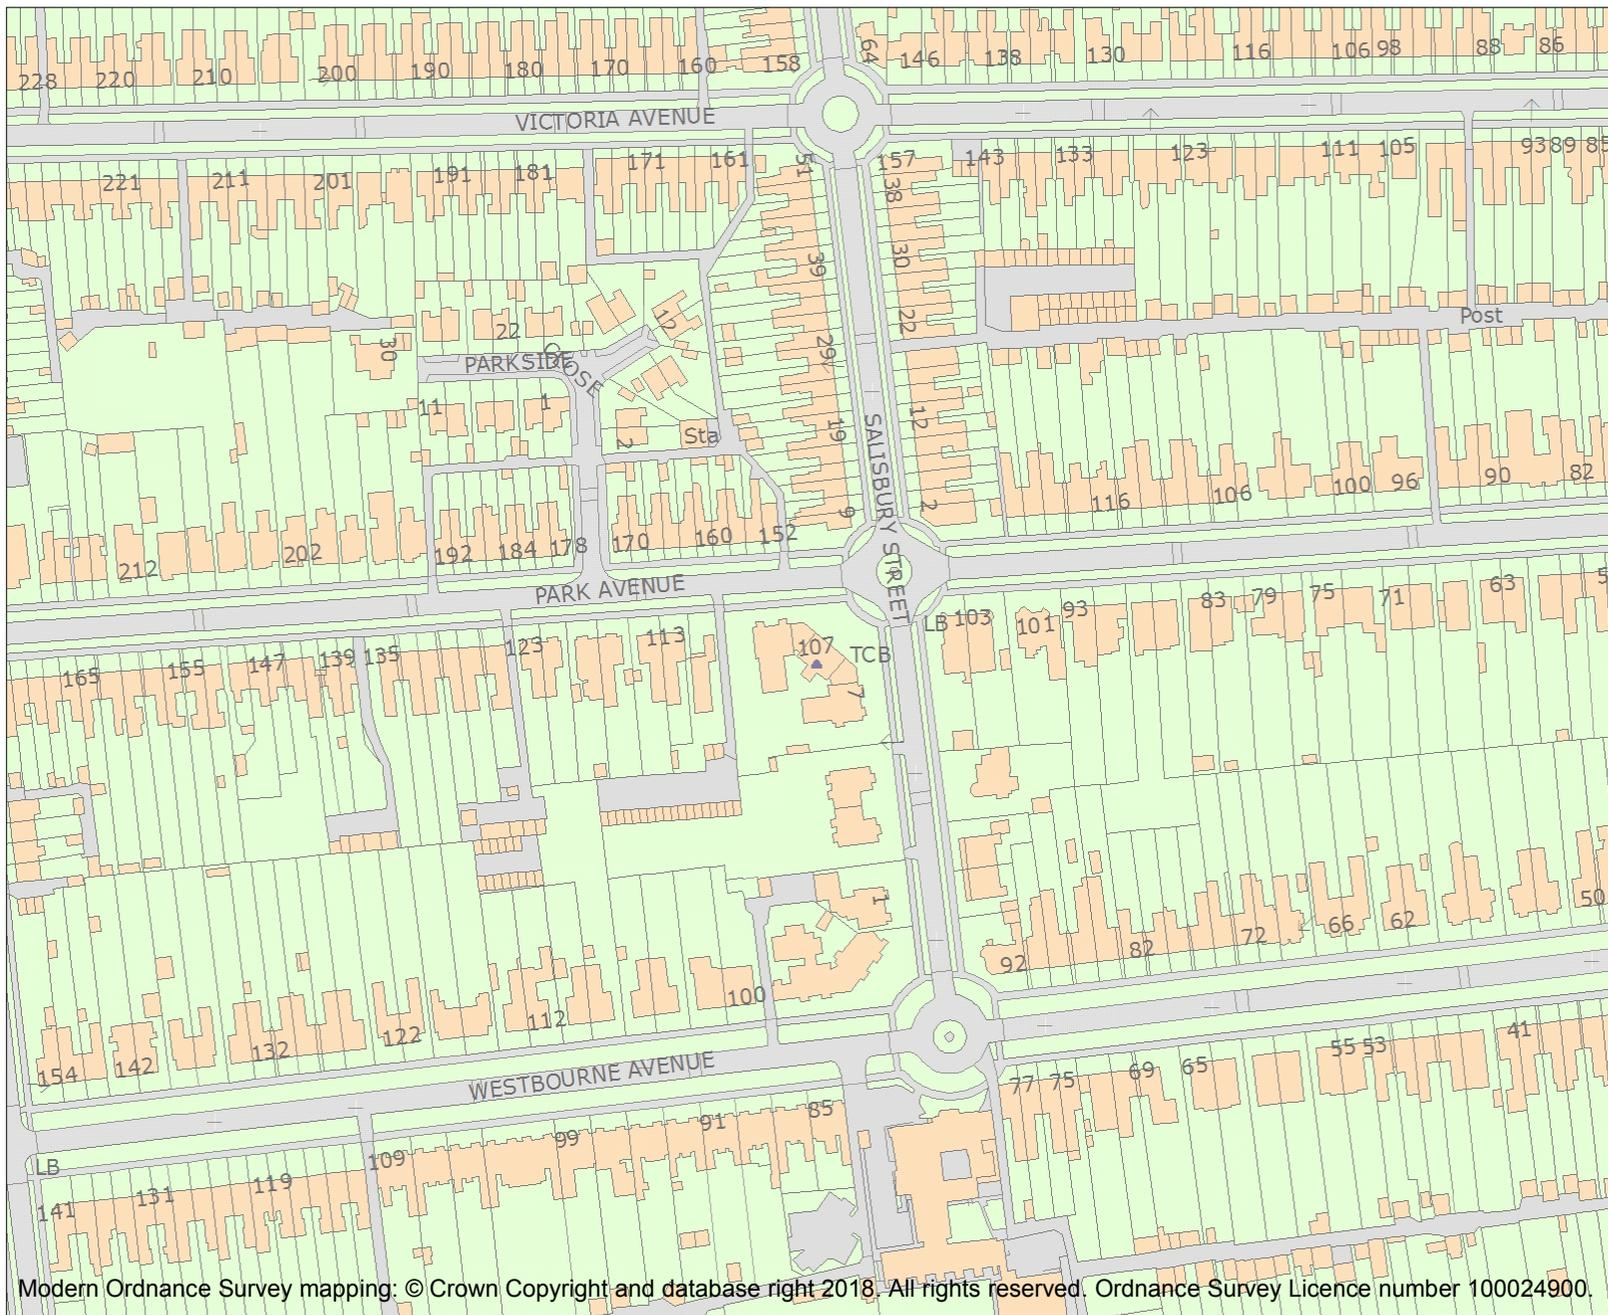 228 220 210 200 190 180 170 160 158 64 146 138 130 116 106 98 88 86
VICTORIA AVENUE
221 211 201 191 181 171 161 51 157 143 133 123 111 105 93 89 85
38
39 30
22 12 29 22 Post
30 PARKSIDE CLOSE
11 1 2 Sta 19 12
SALISBURY STREET
9 2 116 106 100 96 90 82
212 202 192 184 178 170 160 152
PARK AVENUE
165 155 147 139 135 123 113 107 TCB LB 103 101 93 83 79 75 71 63
7
1
92 82 72 66 62 50
154 142 132 122 112 100
WESTBOURNE AVENUE
77 75 69 65 55 53 41
LB 141 131 119 109 99 91 85
Modern Ordnance Survey mapping: © Crown Copyright and database right 2018. All rights reserved. Ordnance Survey Licence number 100024900.